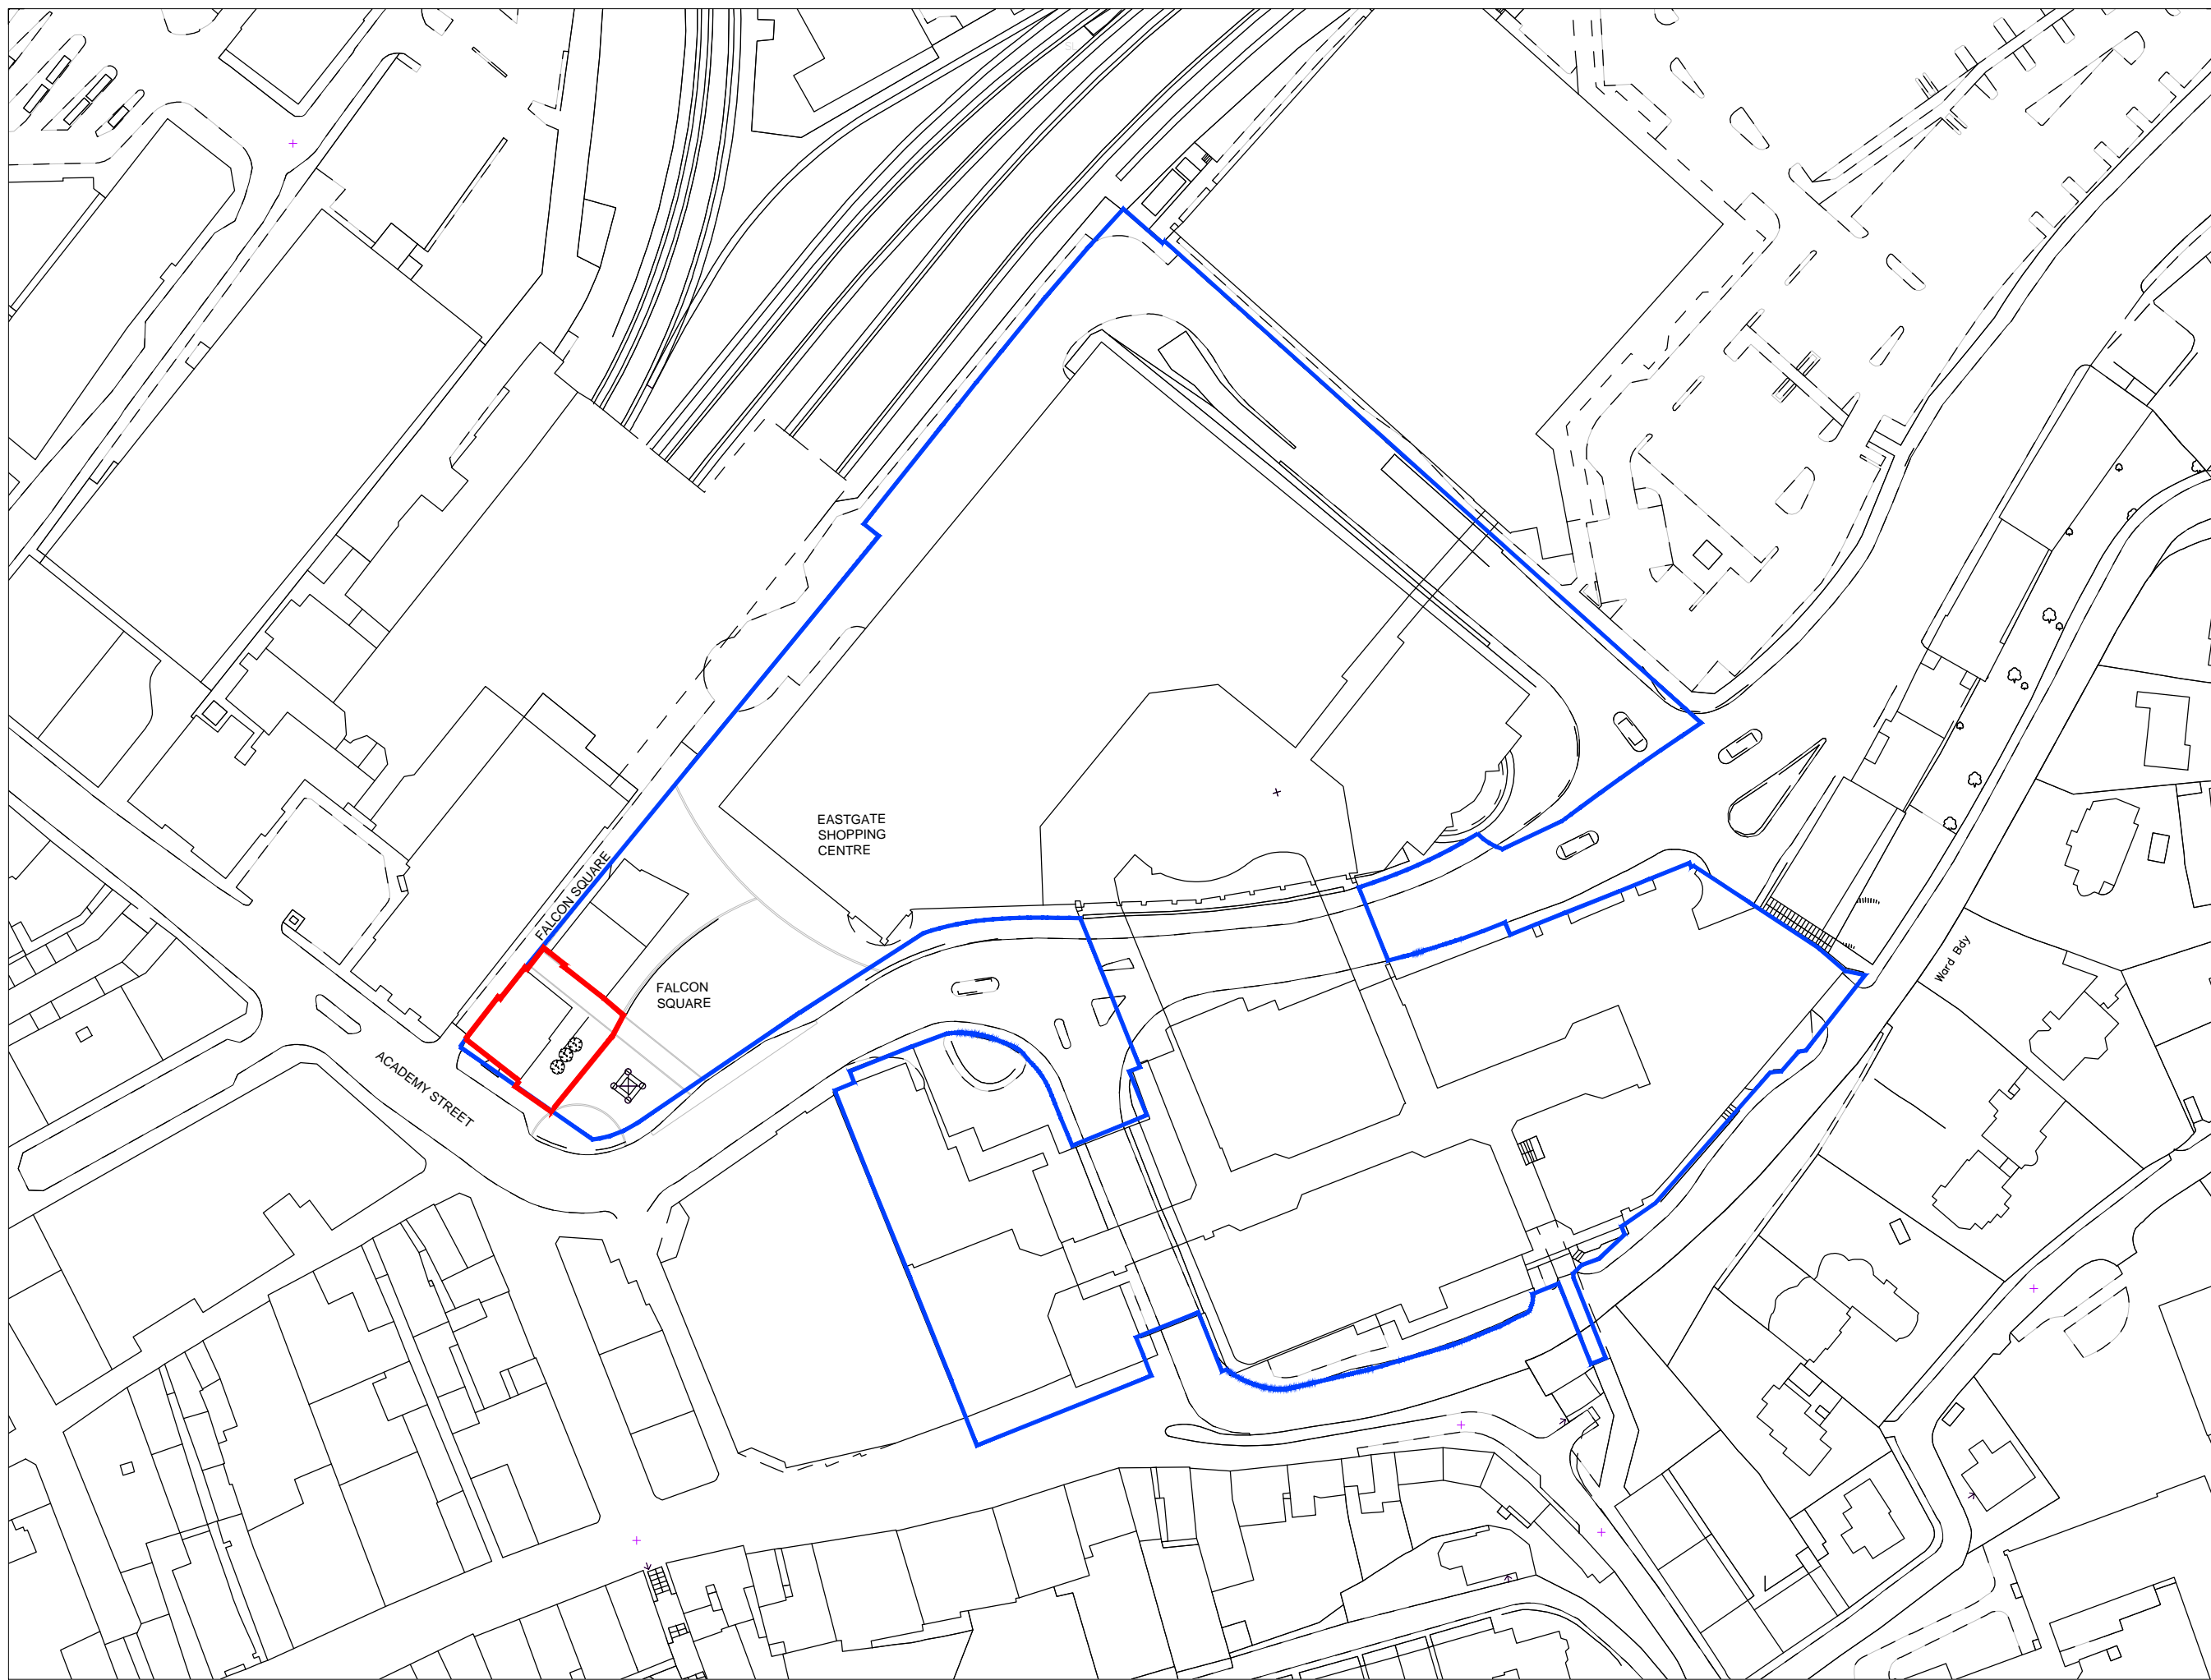 EASTGATE
SHOPPING
CENTRE
FALCON SQUARE
FALCON
SQUARE
Ward Bdy
ACADEMY STREET